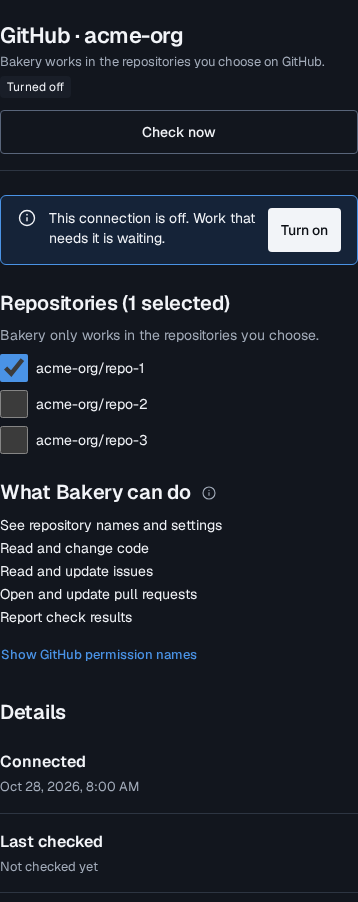 GitHub · acme-org
Bakery works in the repositories you choose on GitHub.
Turned off
Check now
This connection is off. Work that
needs it is waiting.
Turn on
Repositories (1 selected)
Bakery only works in the repositories you choose.
acme-org/repo-1
acme-org/repo-2
acme-org/repo-3
What Bakery can do
See repository names and settings
Read and change code
Read and update issues
Open and update pull requests
Report check results
Show GitHub permission names
Details
Connected
Oct 28, 2026, 8:00 AM
Last checked
Not checked yet